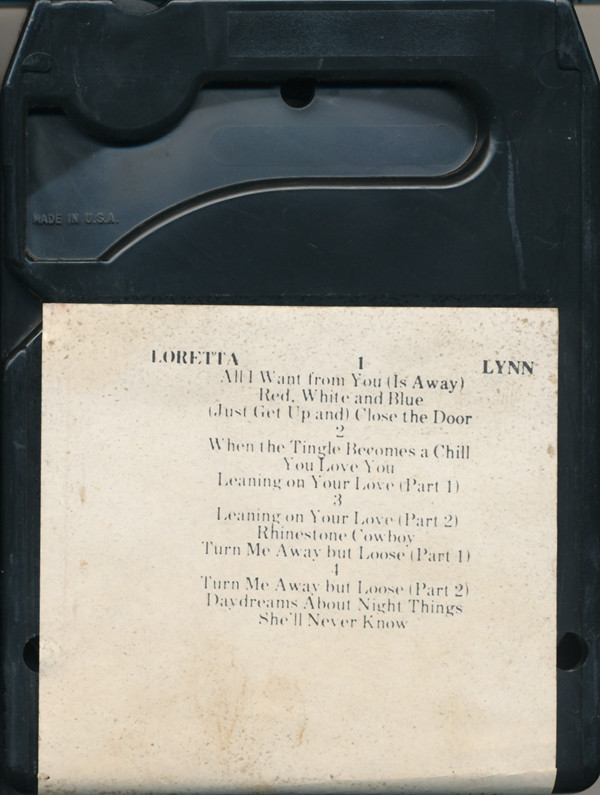 MADE IN U.S.A.
LORETTA 1 LYNN
All I Want from You (Is Away)
Red, White and Blue
(Just Get Up and) Close the Door
2
When the Tingle Becomes a Chill
You Love You
Leaning on Your Love (Part 1)
3
Leaning on Your Love (Part 2)
Rhinestone Cowboy
Turn Me Away but Loose (Part 1)
4
Turn Me Away but Loose (Part 2)
Daydreams About Night Things
She'll Never Know